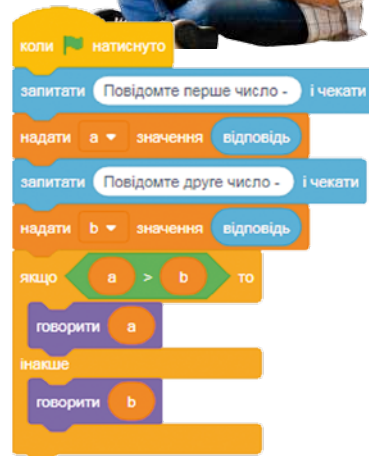 коли натиснуто
запитати Повідомте перше число - і чекати
надати a значення відповідь
запитати Повідомте друге число - і чекати
надати b значення відповідь
якщо a > b то
говорити a
інакше
говорити b